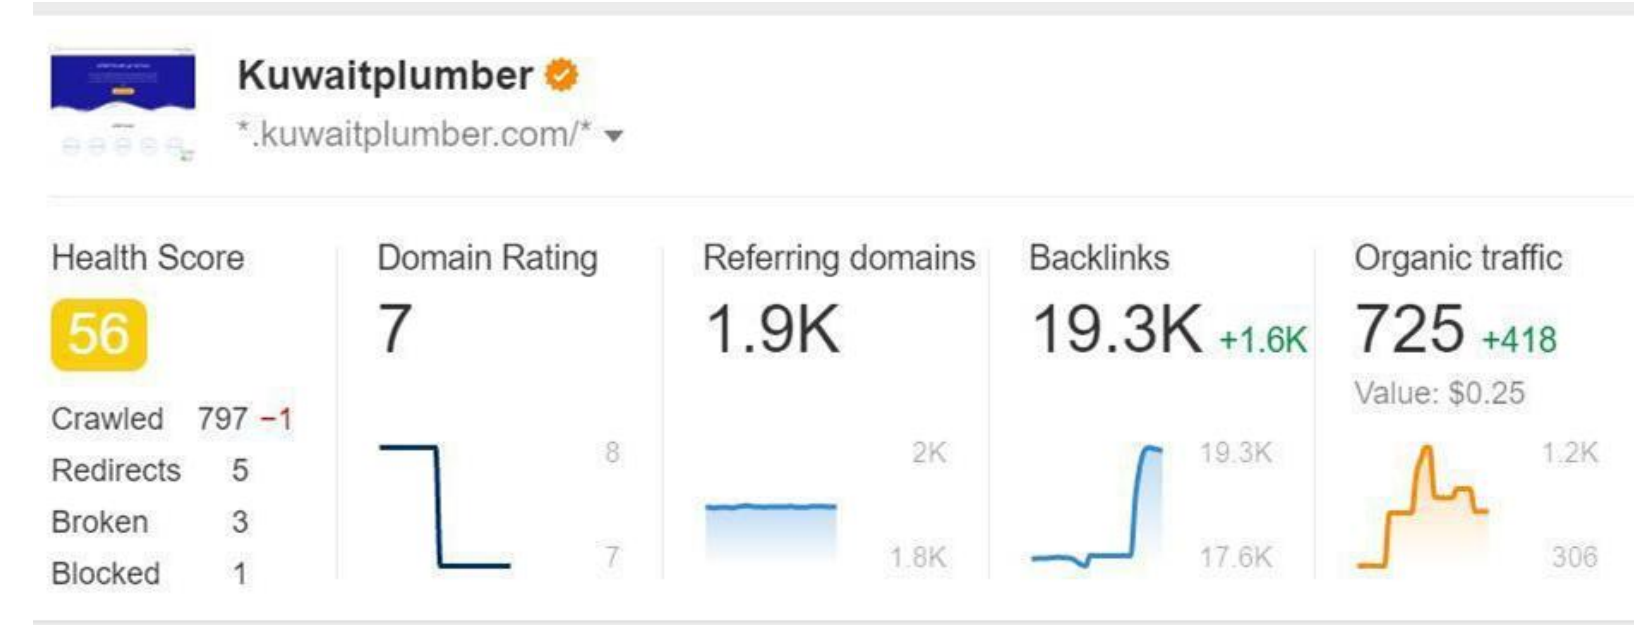 Kuwaitplumber
*.kuwaitplumber.com/*
Health Score
56
Crawled 797 −1
Redirects 5
Broken 3
Blocked 1
Domain Rating
7
8
7
Referring domains
1.9K
2K
1.8K
Backlinks
19.3K +1.6K
19.3K
17.6K
Organic traffic
725 +418
Value: $0.25
1.2K
306